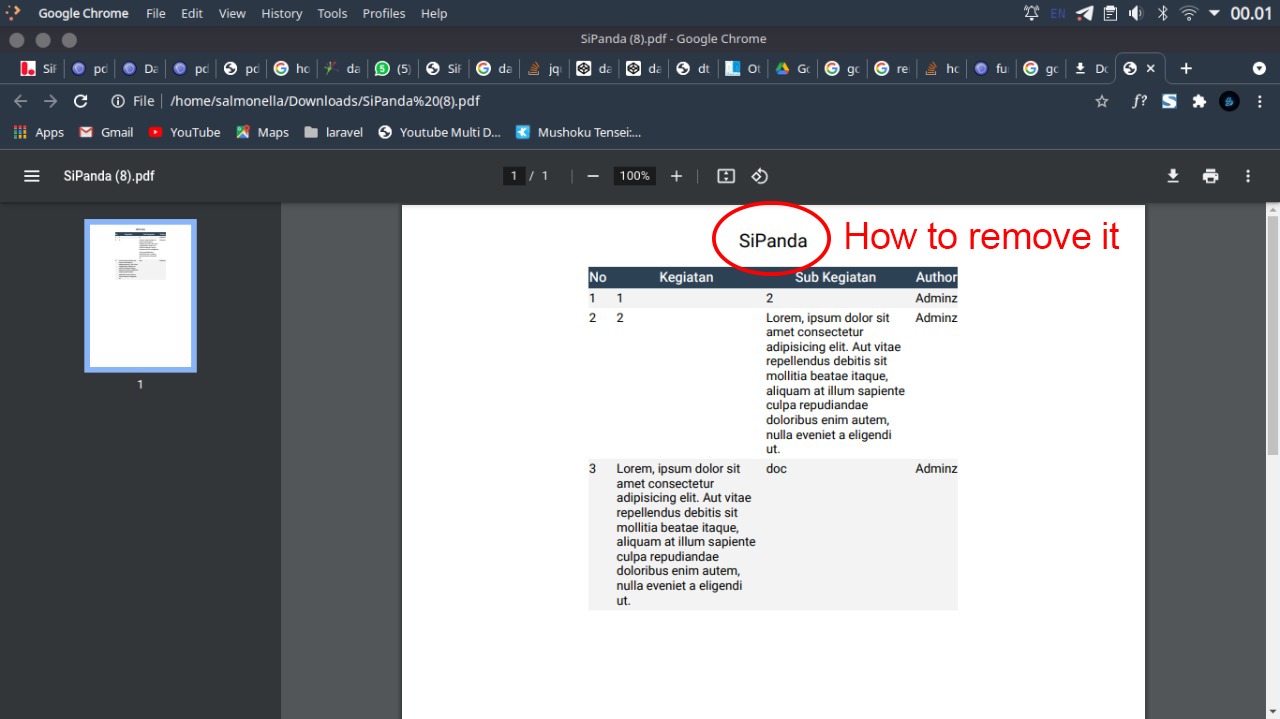 Google Chrome File Edit View History Tools Profiles Help EN 00.01
SiPanda (8).pdf - Google Chrome
Sif pd Da pd pd ho da (5) Sif da jq da da dt Ot Go go re ho fu go Do
File /home/salmonella/Downloads/SiPanda%20(8).pdf f?
Apps Gmail YouTube Maps laravel Youtube Multi D... Mushoku Tensei:...
SiPanda (8).pdf 1 / 1 100%
SiPanda How to remove it
No Kegiatan Sub Kegiatan Author
1 1 2 Adminz
2 2 Lorem, ipsum dolor sit Adminz
amet consectetur
adipisicing elit. Aut vitae
repellendus debitis sit
mollitia beatae itaque,
aliquam at illum sapiente
culpa repudiandae
doloribus enim autem,
nulla eveniet a eligendi
ut.
3 Lorem, ipsum dolor sit doc Adminz
amet consectetur
adipisicing elit. Aut vitae
repellendus debitis sit
mollitia beatae itaque,
aliquam at illum sapiente
culpa repudiandae
doloribus enim autem,
nulla eveniet a eligendi
ut.
1